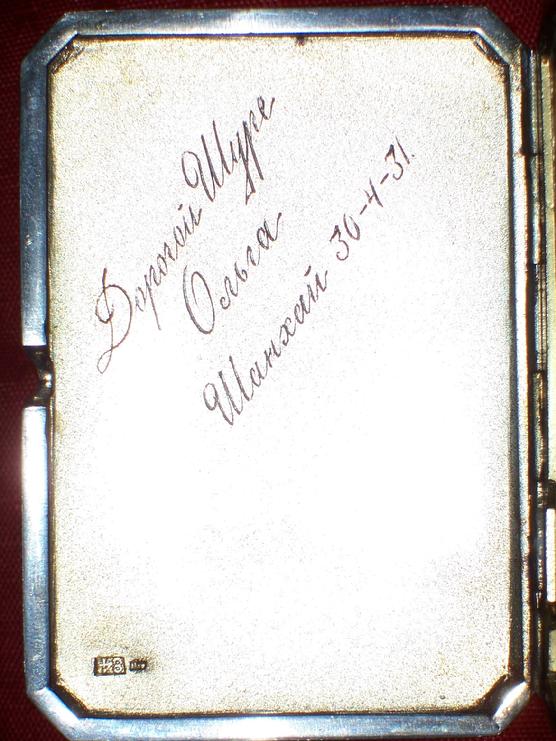 Дорогой Шуре
Ольга
Шанхай 30-4-31.